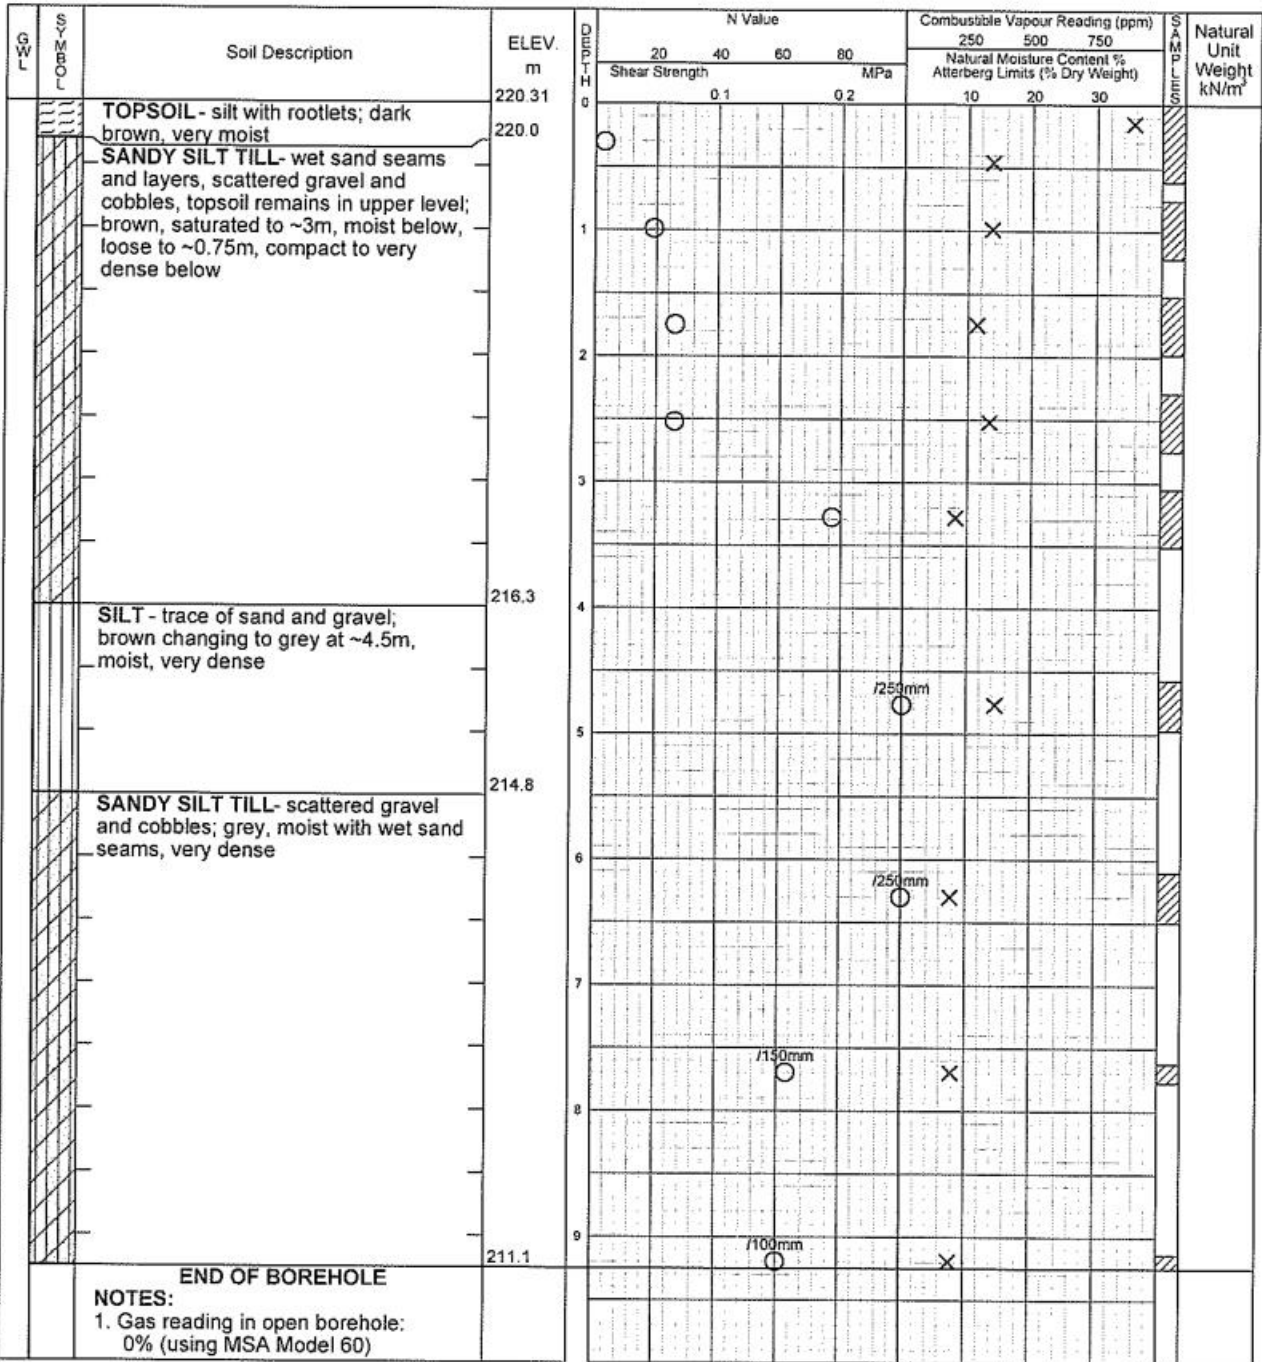 GWL
SYMBOL
Soil Description
ELEV.
m
DEPTH
N Value
20 40 60 80
Shear Strength MPa
0 1 0 2
Combustible Vapour Reading (ppm)
250 500 750
Natural Moisture Content %
Atterberg Limits (% Dry Weight)
10 20 30
SAMPLES
Natural
Unit
Weight
kN/m³
220.31
0
TOPSOIL - silt with rootlets; dark
brown, very moist
220.0
SANDY SILT TILL- wet sand seams
and layers, scattered gravel and
cobbles, topsoil remains in upper level;
brown, saturated to ~3m, moist below,
loose to ~0.75m, compact to very
dense below
1
2
3
216.3
4
SILT - trace of sand and gravel;
brown changing to grey at ~4.5m,
moist, very dense
/250mm
5
214.8
SANDY SILT TILL- scattered gravel
and cobbles; grey, moist with wet sand
seams, very dense
6
/250mm
7
/150mm
8
9
/100mm
211.1
END OF BOREHOLE
NOTES:
1. Gas reading in open borehole:
0% (using MSA Model 60)